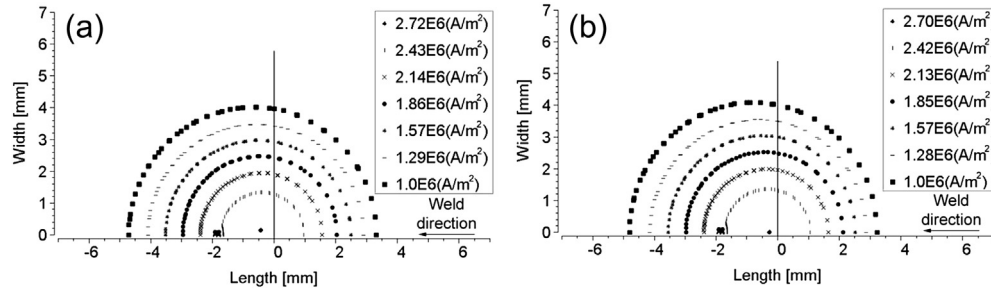 (a)
7
6
5
4
3
2
1
0
Width [mm]
-6 -4 -2 0 2 4 6
Length [mm]
2.72E6(A/m²)
2.43E6(A/m²)
2.14E6(A/m²)
1.86E6(A/m²)
1.57E6(A/m²)
1.29E6(A/m²)
1.0E6(A/m²)
Weld
direction
(b)
7
6
5
4
3
2
1
0
Width [mm]
-6 -4 -2 0 2 4 6
Length [mm]
2.70E6(A/m²
2.42E6(A/m²
2.13E6(A/m²
1.85E6(A/m²
1.57E6(A/m²
1.28E6(A/m²
1.0E6(A/m²)
Weld
direction